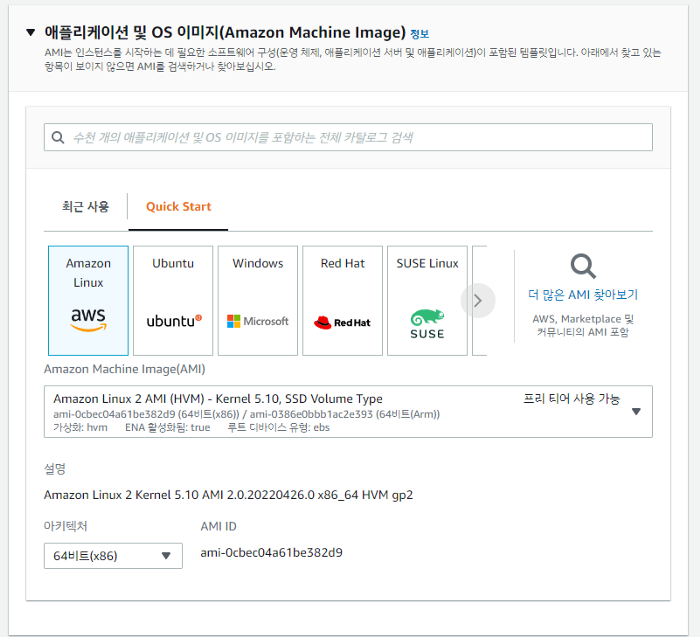 애플리케이션 및 OS 이미지(Amazon Machine Image) 정보
AMI는 인스턴스를 시작하는 데 필요한 소프트웨어 구성(운영 체제, 애플리케이션 서버 및 애플리케이션)이 포함된 템플릿입니다. 아래에서 찾고 있는
항목이 보이지 않으면 AMI를 검색하거나 찾아보십시오.
수천 개의 애플리케이션 및 OS 이미지를 포함하는 전체 카탈로그 검색
최근 사용
Quick Start
Amazon
Linux
aws
Ubuntu
ubuntu
Windows
Microsoft
Red Hat
Red Hat
SUSE Linux
SUSE
더 많은 AMI 찾아보기
AWS, Marketplace 및
커뮤니티의 AMI 포함
Amazon Machine Image(AMI)
Amazon Linux 2 AMI (HVM) - Kernel 5.10, SSD Volume Type 프리 티어 사용 가능
ami-0cbec04a61be382d9 (64비트(x86)) / ami-0386e0bbb1ac2e393 (64비트(Arm))
가상화: hvm ENA 활성화됨: true 루트 디바이스 유형: ebs
설명
Amazon Linux 2 Kernel 5.10 AMI 2.0.20220426.0 x86_64 HVM gp2
아키텍처 AMI ID
64비트(x86) ami-0cbec04a61be382d9